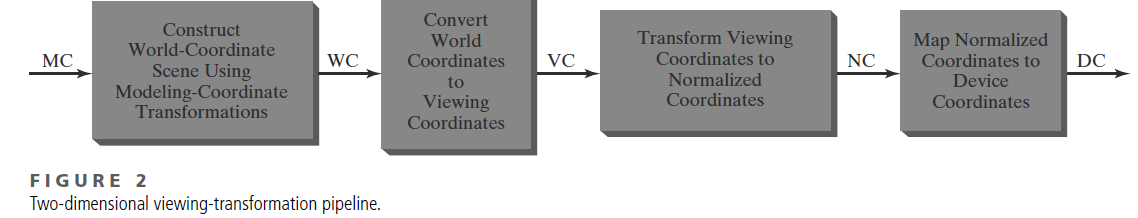 MC
Construct
World-Coordinate
Scene Using
Modeling-Coordinate
Transformations
WC
Convert
World
Coordinates
to
Viewing
Coordinates
VC
Transform Viewing
Coordinates to
Normalized
Coordinates
NC
Map Normalized
Coordinates to
Device
Coordinates
DC
FIGURE 2
Two-dimensional viewing-transformation pipeline.